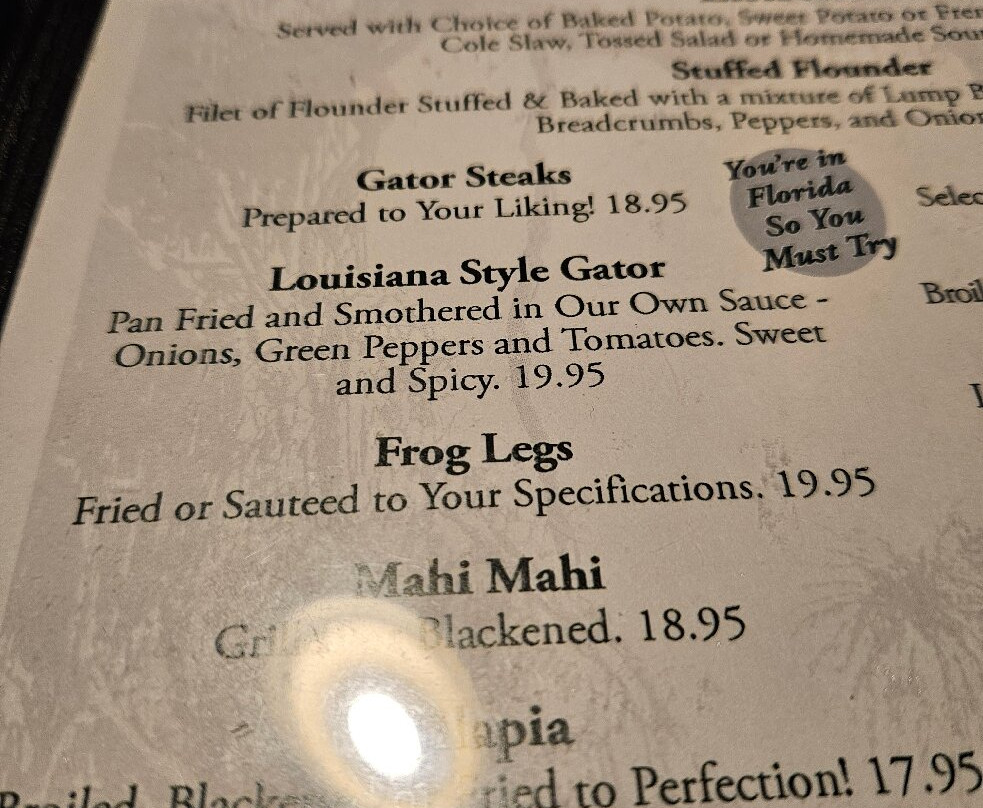 Served with Choice of Baked Potato, Sweet Potato or
Cole Slaw, Tossed Salad or Homemade
Stuffed Flounder
Filet of Flounder Stuffed & Baked with a mixture of Lump
Breadcrumbs, Peppers, and
Gator Steaks
Prepared to Your Liking! 18.95
You're in
Florida
So You
Must Try
Louisiana Style Gator
Pan Fried and Smothered in Our Own Sauce -
Onions, Green Peppers and Tomatoes. Sweet
and Spicy. 19.95
Frog Legs
Fried or Sauteed to Your Specifications. 19.95
Mahi Mahi
Blackened. 18.95
to Perfection! 17.95